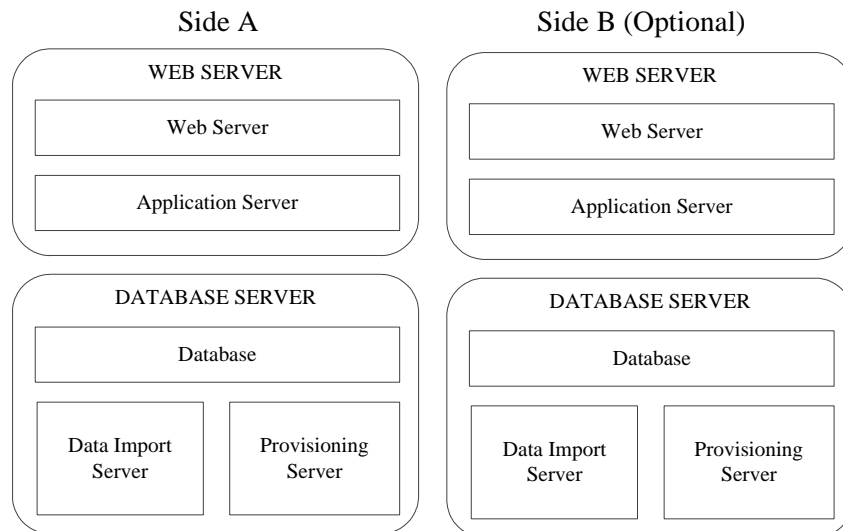 Side A
WEB SERVER
Web Server
Application Server
DATABASE SERVER
Database
Data Import
Server
Provisioning
Server
Side B (Optional)
WEB SERVER
Web Server
Application Server
DATABASE SERVER
Database
Data Import
Server
Provisioning
Server